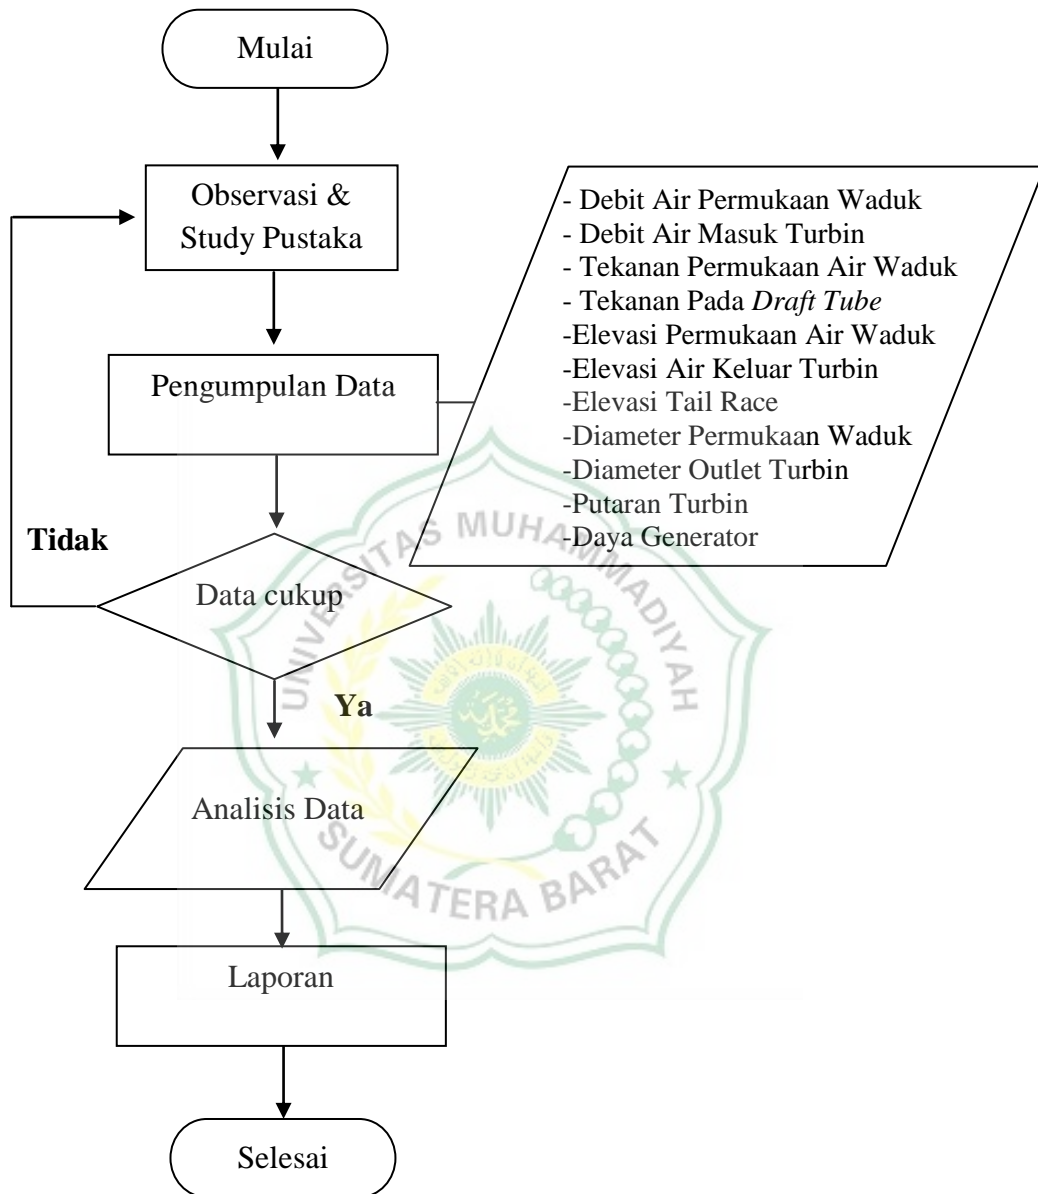 Mulai
Observasi &
Study Pustaka
- Debit Air Permukaan Waduk
- Debit Air Masuk Turbin
- Tekanan Permukaan Air Waduk
- Tekanan Pada Draft Tube
-Elevasi Permukaan Air Waduk
-Elevasi Air Keluar Turbin
-Elevasi Tail Race
-Diameter Permukaan Waduk
-Diameter Outlet Turbin
-Putaran Turbin
-Daya Generator
Pengumpulan Data
Tidak
Data cukup
Ya
Analisis Data
Laporan
Selesai
UNIVERSITAS MUHAMMADIYAH
SUMATERA BARAT